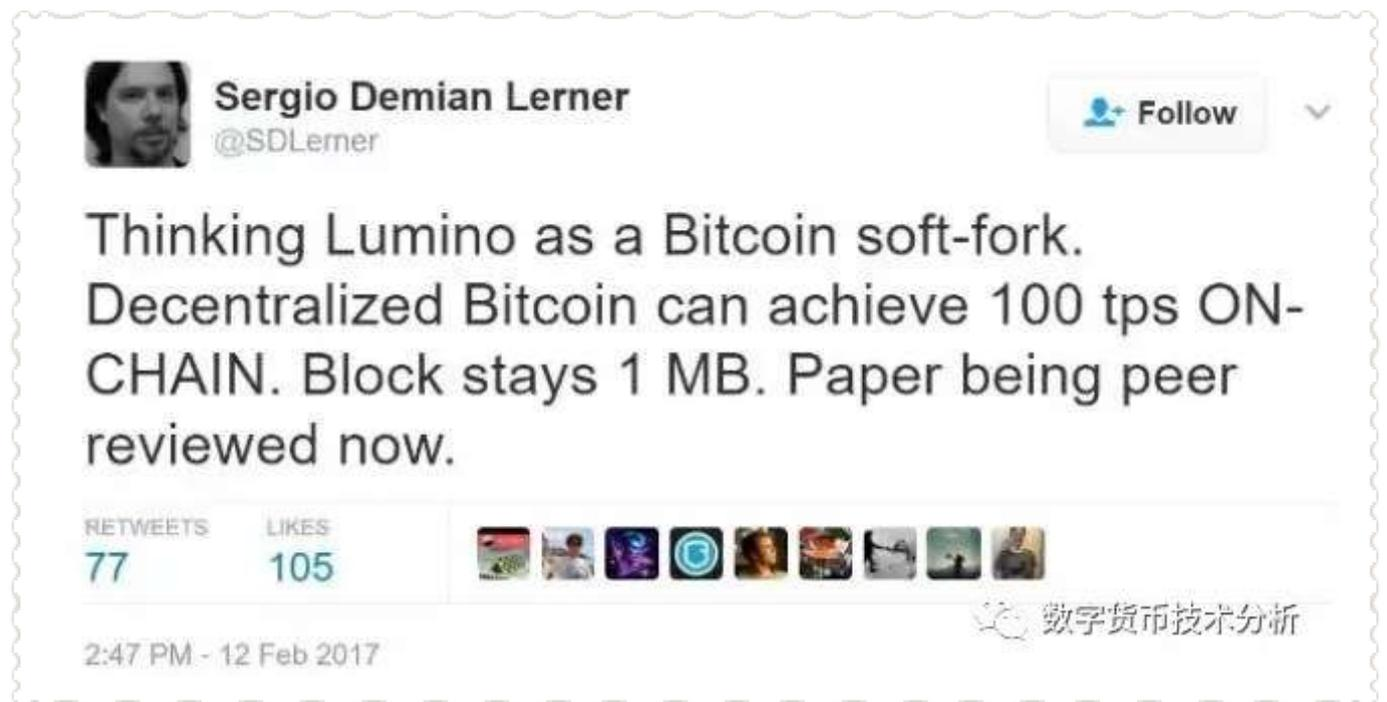 Sergio Demian Lerner
@SDLerner
Follow
Thinking Lumino as a Bitcoin soft-fork.
Decentralized Bitcoin can achieve 100 tps ON-
CHAIN. Block stays 1 MB. Paper being peer
reviewed now.
RETWEETS LIKES
77 105
2:47 PM - 12 Feb 2017
数字货币技术分析